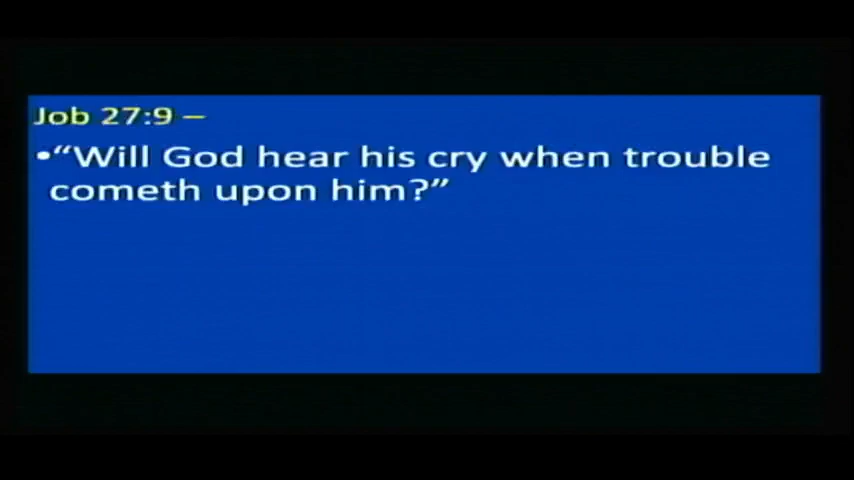 Job 27:9 –
•“Will God hear his cry when trouble
cometh upon him?”